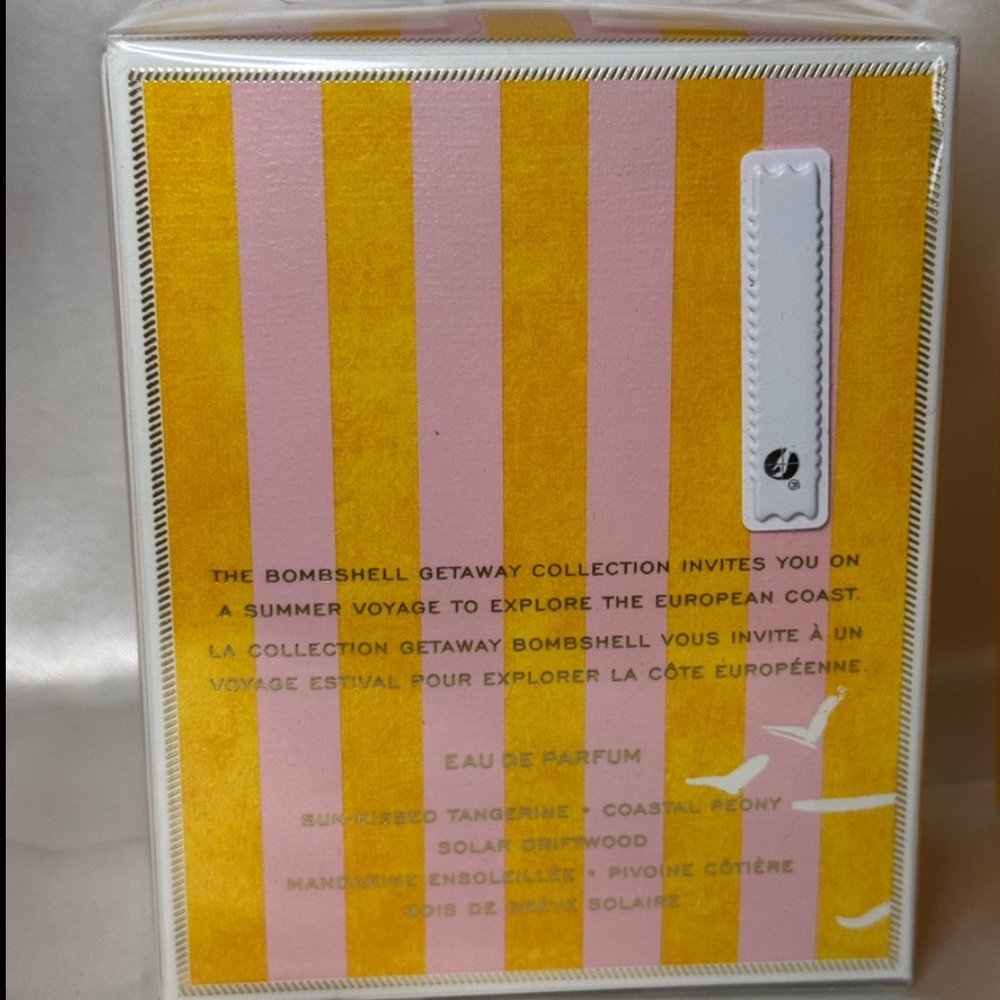 THE BOMBSHELL GETAWAY COLLECTION INVITES YOU ON
A SUMMER VOYAGE TO EXPLORE THE EUROPEAN COAST.
LA COLLECTION GETAWAY BOMBSHELL VOUS INVITE À UN
VOYAGE ESTIVAL POUR EXPLORER LA CÔTE EUROPÉENNE.
EAU DE PARFUM
SUN-KISSED TANGERINE • COASTAL PEONY
SOLAR DRIFTWOOD
MANDARINE ENSOLEILLÉE • PIVOINE CÔTIÈRE
BOIS DE GRÈVE SOLAIRE